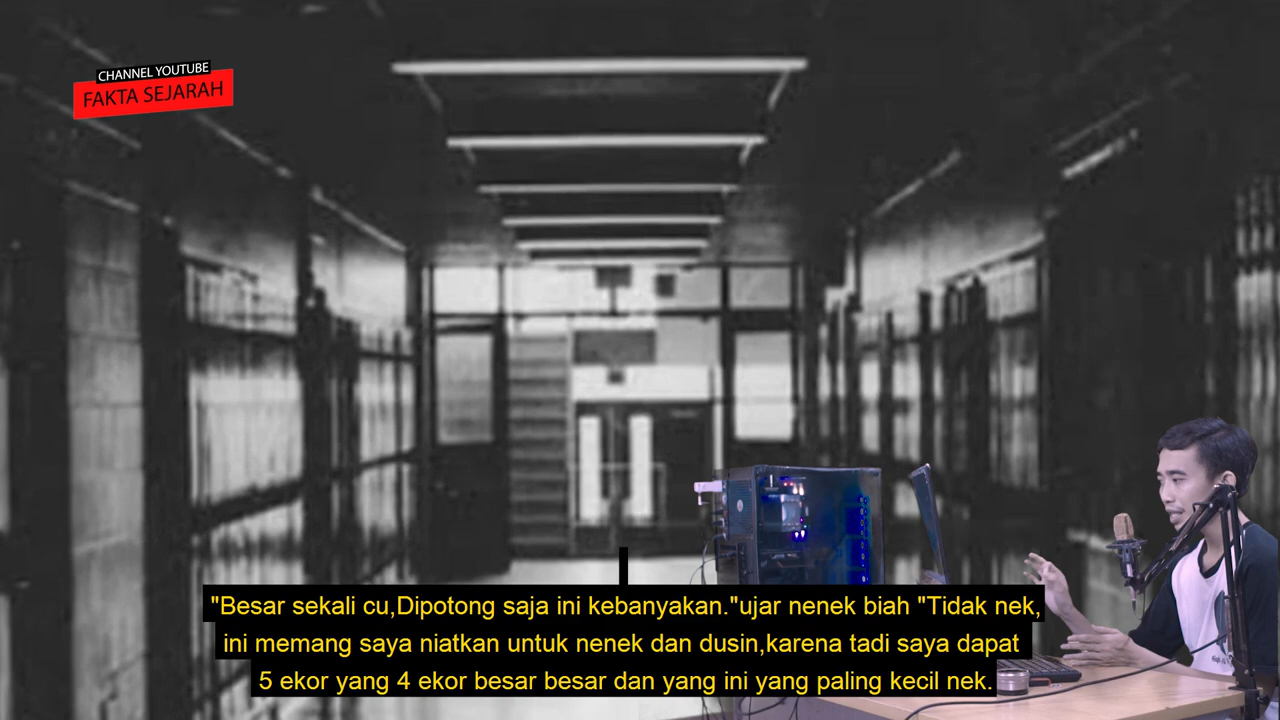 CHANNEL YOUTUBE
FAKTA SEJARAH
"Besar sekali cu,Dipotong saja ini kebanyakan."ujar nenek biah "Tidak nek,
ini memang saya niatkan untuk nenek dan dusin,karena tadi saya dapat
5 ekor yang 4 ekor besar besar dan yang ini yang paling kecil nek.